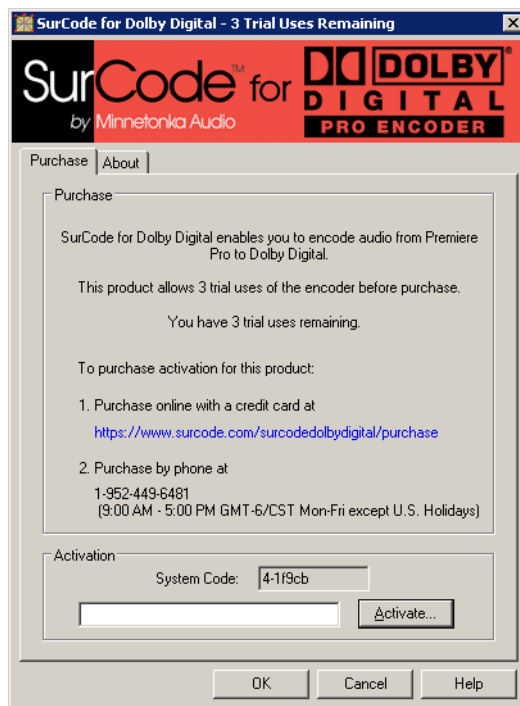 SurCode for Dolby Digital - 3 Trial Uses Remaining
SurCode™ for DOLBY®
DIGITAL
by Minnetonka Audio PRO ENCODER
Purchase About
Purchase
SurCode for Dolby Digital enables you to encode audio from Premiere
Pro to Dolby Digital.
This product allows 3 trial uses of the encoder before purchase.
You have 3 trial uses remaining.
To purchase activation for this product:
1. Purchase online with a credit card at
https://www.surcode.com/surcodedolbydigital/purchase
2. Purchase by phone at
1-952-449-6481
(9:00 AM - 5:00 PM GMT-6/CST Mon-Fri except U.S. Holidays)
Activation
System Code: 4-1f9cb
Activate...
OK Cancel Help